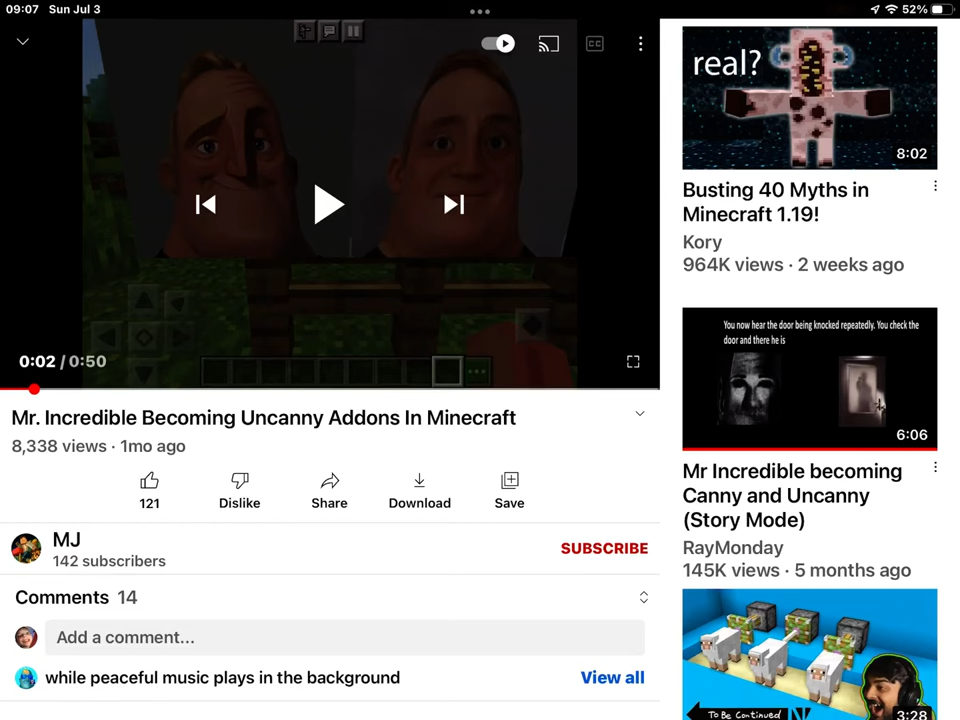 09:07 Sun Jul 3
52%
CC
0:02 / 0:50
Mr. Incredible Becoming Uncanny Addons In Minecraft
8,338 views · 1mo ago
121
Dislike
Share
Download
Save
MJ
142 subscribers
SUBSCRIBE
Comments 14
Add a comment...
while peaceful music plays in the background
View all
real?
8:02
Busting 40 Myths in
Minecraft 1.19!
Kory
964K views · 2 weeks ago
You now hear the door being knocked repeatedly. You check the
door and there he is
6:06
Mr Incredible becoming
Canny and Uncanny
(Story Mode)
RayMonday
145K views · 5 months ago
To Be Continued
3:28